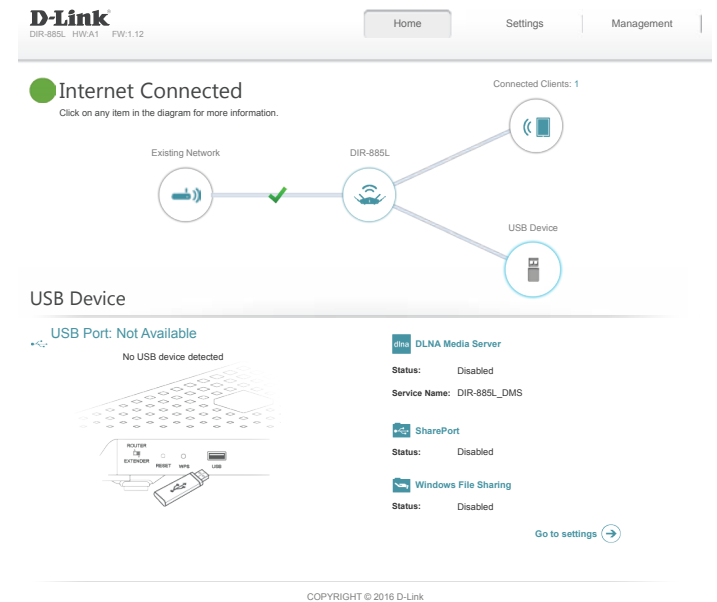 D-Link
DIR-885L HW:A1 FW:1.12
Home
Settings
Management
Internet Connected
Click on any item in the diagram for more information.
Connected Clients: 1
Existing Network
DIR-885L
USB Device
USB Device
USB Port: Not Available
No USB device detected
ROUTER
EXTENDER
RESET
WPS
USB
dlna DLNA Media Server
Status: Disabled
Service Name: DIR-885L_DMS
SharePort
Status: Disabled
Windows File Sharing
Status: Disabled
Go to settings
COPYRIGHT © 2016 D-Link